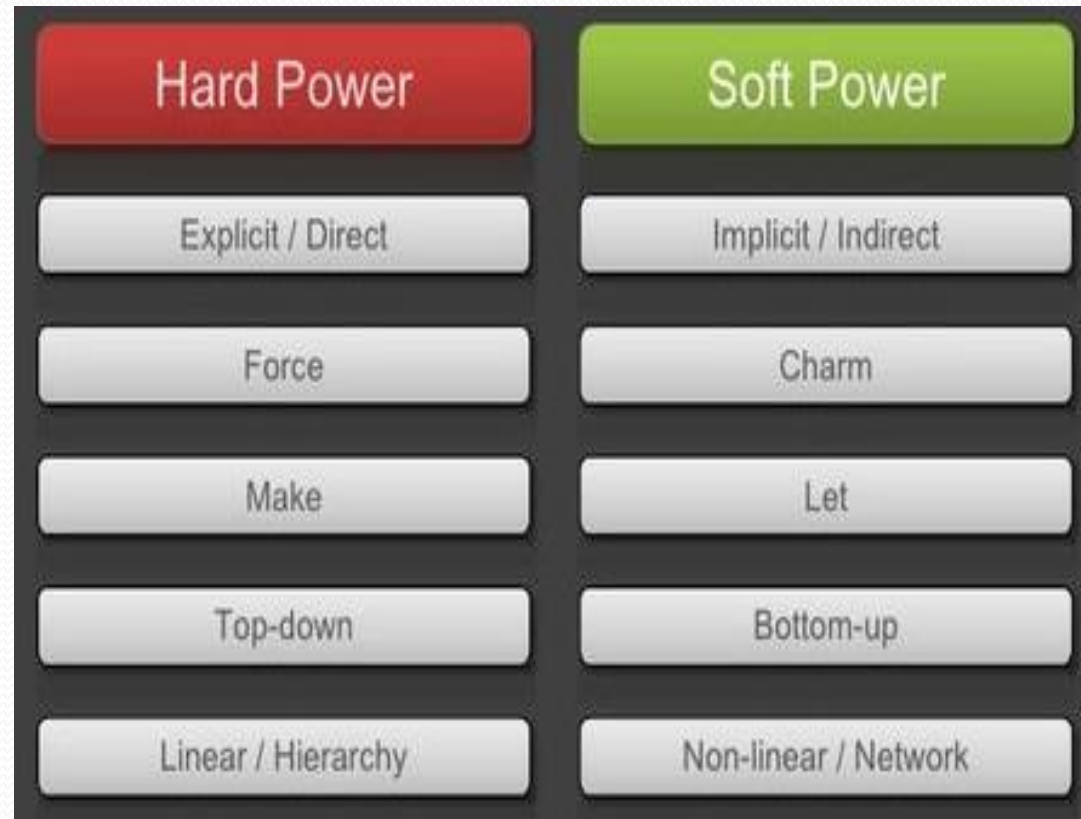 Hard Power
Soft Power
Explicit / Direct
Implicit / Indirect
Force
Charm
Make
Let
Top-down
Bottom-up
Linear / Hierarchy
Non-linear / Network